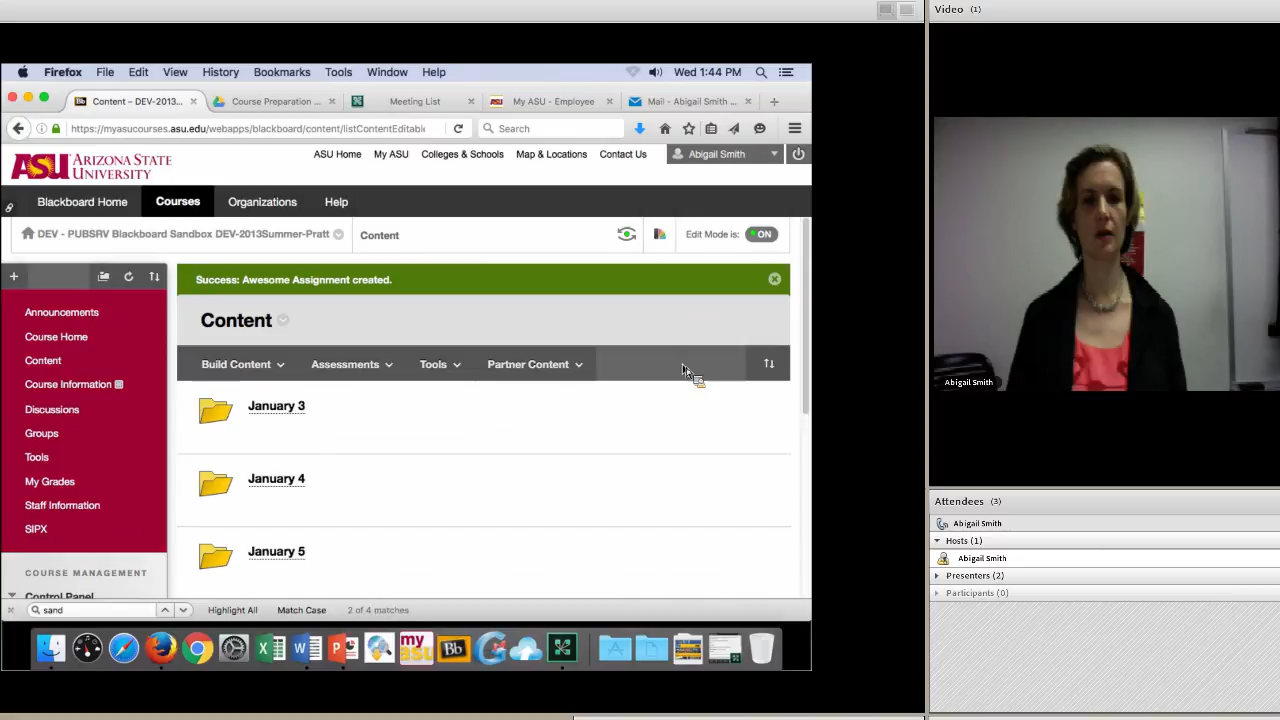 Video (1)
Firefox File Edit View History Bookmarks Tools Window Help Wed 1:44 PM
Content – DEV-2013... Course Preparation ... Meeting List My ASU - Employee Mail - Abigail Smith ...
https://myasucourses.asu.edu/webapps/blackboard/content/listContentEditabl Search
ASU ARIZONA STATE UNIVERSITY
ASU Home My ASU Colleges & Schools Map & Locations Contact Us Abigail Smith
Blackboard Home Courses Organizations Help
DEV - PUBSRV Blackboard Sandbox DEV-2013Summer-Pratt Content Edit Mode is: ON
Success: Awesome Assignment created.
Content
Build Content Assessments Tools Partner Content
Announcements
Course Home
Content
Course Information
Discussions
Groups
Tools
My Grades
Staff Information
SIPX
COURSE MANAGEMENT
Control Panel
January 3
January 4
January 5
sand Highlight All Match Case 2 of 4 matches
my ASU
Bb
Abigail Smith
Attendees (3)
Abigail Smith
Hosts (1)
Abigail Smith
Presenters (2)
Participants (0)